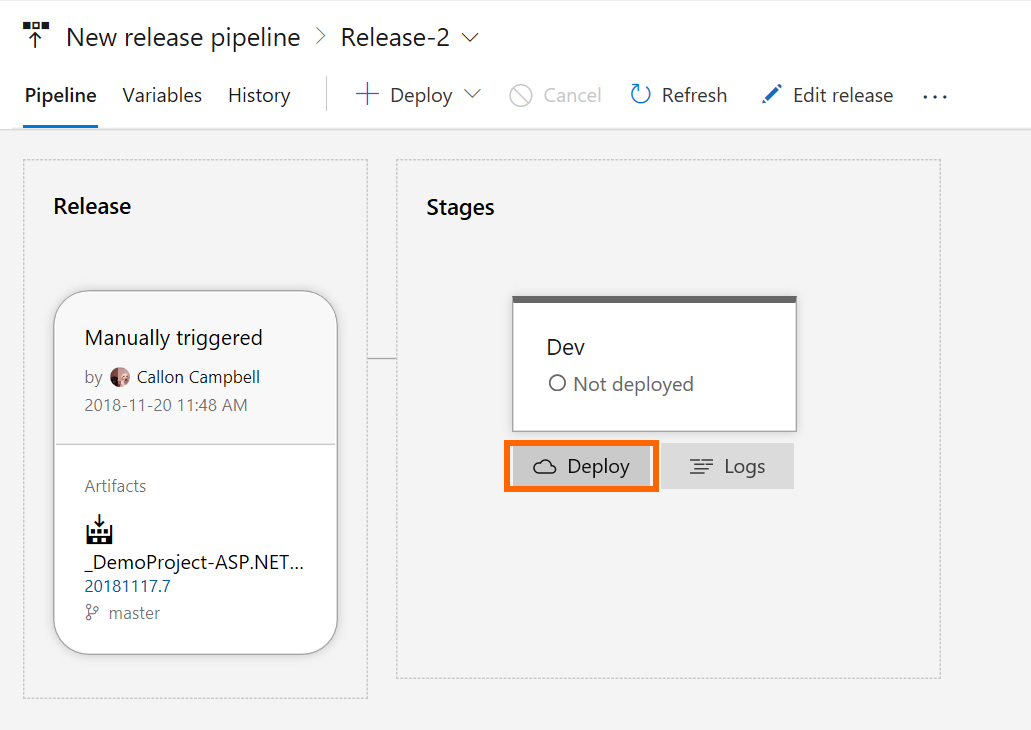 New release pipeline > Release-2
Pipeline Variables History Deploy Cancel Refresh Edit release ...
Release
Stages
Manually triggered
by Callon Campbell
2018-11-20 11:48 AM
Artifacts
_DemoProject-ASP.NET...
20181117.7
master
Dev
Not deployed
Deploy Logs